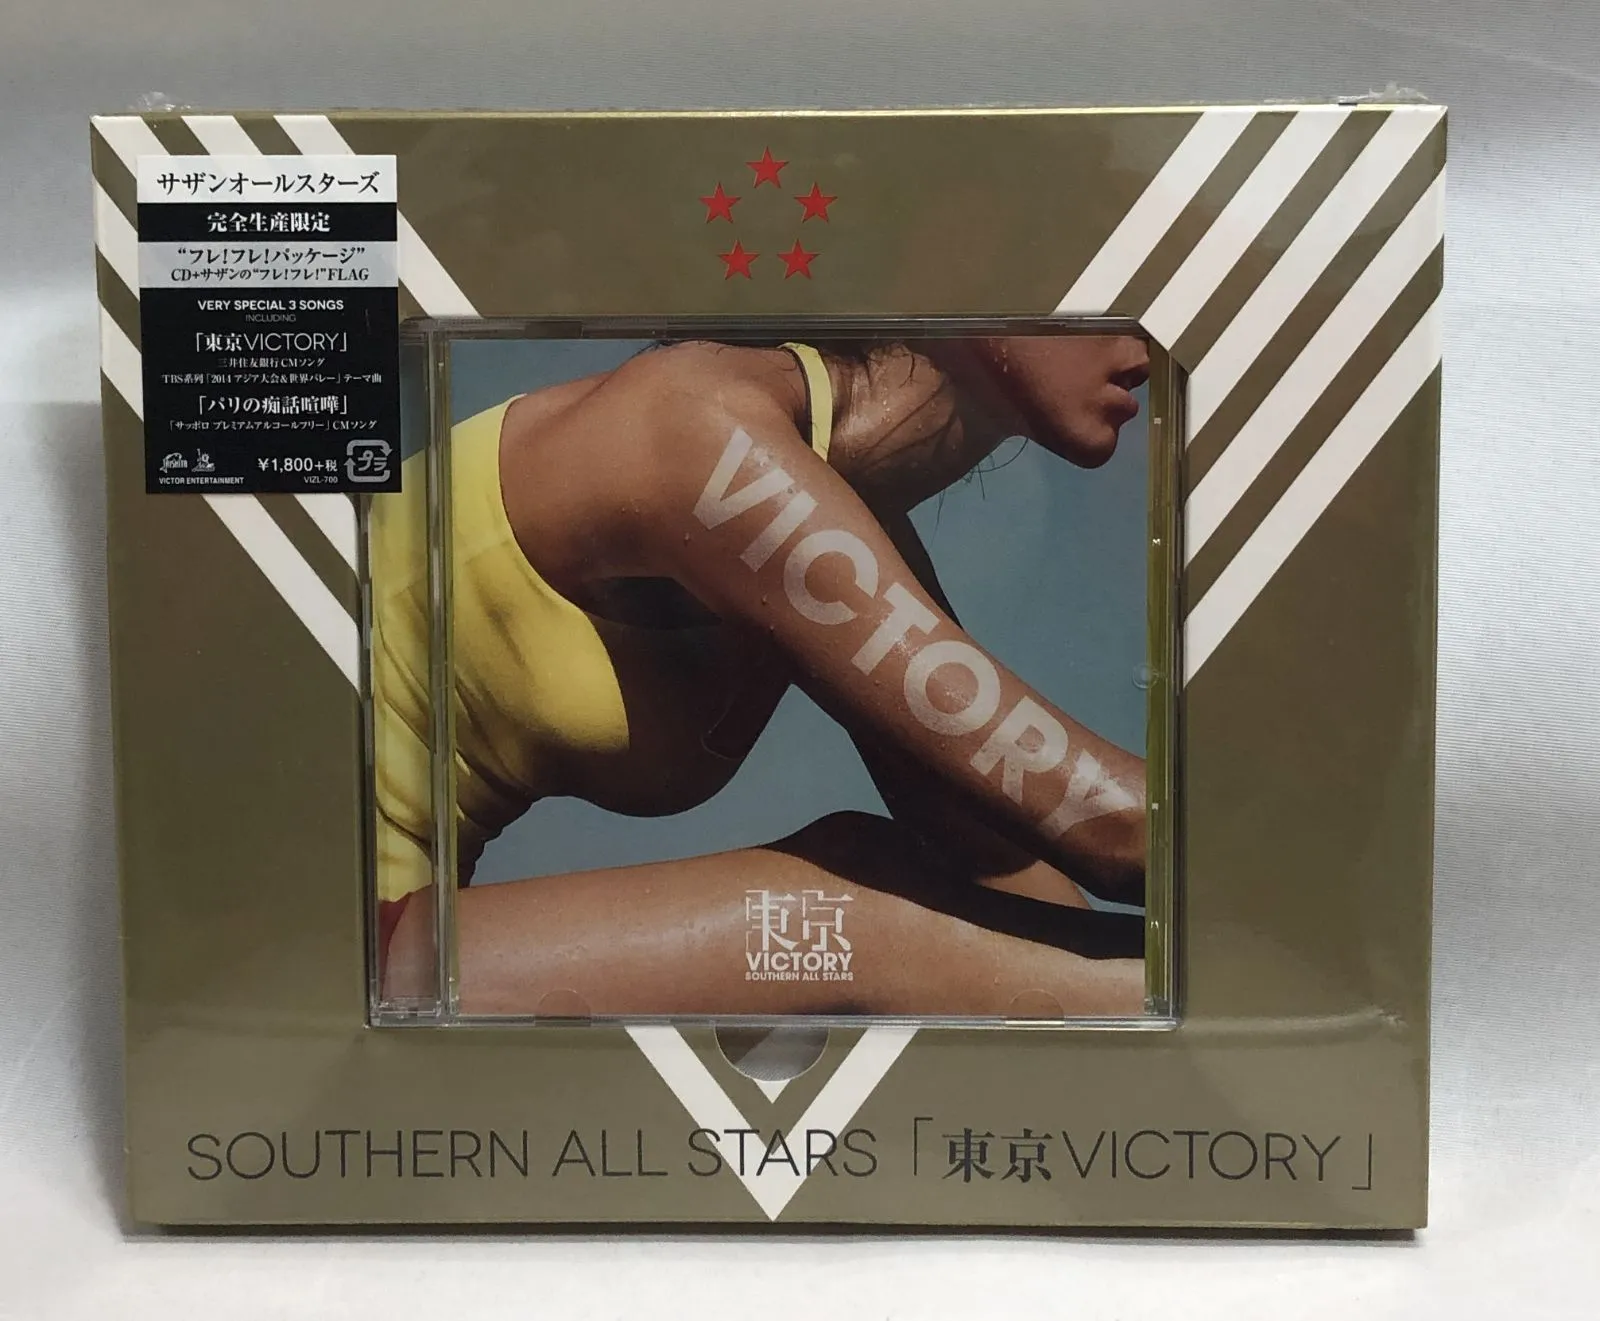 サザンオールスターズ
完全生産限定
“フレ!フレ!パッケージ”
CD+サザンの“フレ!フレ!”FLAG
VERY SPECIAL 3 SONGS
INCLUDING
「東京VICTORY」
三井住友銀行CMソング
TBS系列「2014アジア大会&世界バレー」テーマ曲
「パリの痴話喧嘩」
「サッポロ プレミアムアルコールフリー」CMソング
TAISHITA
VICTOR ENTERTAINMENT
¥1,800+税
VIZL-700
プラ
VICTORY
東京
VICTORY
SOUTHERN ALL STARS
SOUTHERN ALL STARS「東京VICTORY」